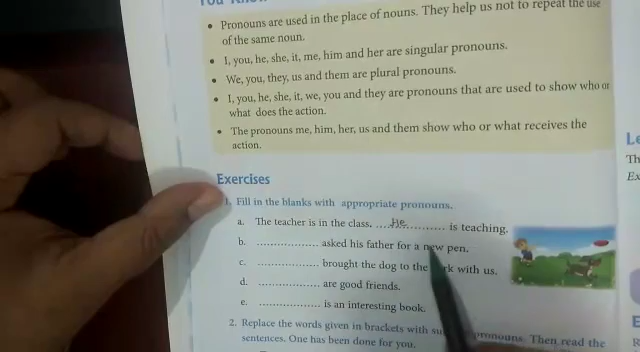 You Know
• Pronouns are used in the place of nouns. They help us not to repeat the use
of the same noun.
• I, you, he, she, it, me, him and her are singular pronouns.
• We, you, they, us and them are plural pronouns.
• I, you, he, she, it, we, you and they are pronouns that are used to show who or
what does the action.
• The pronouns me, him, her, us and them show who or what receives the
action.
Exercises
1. Fill in the blanks with appropriate pronouns.
a. The teacher is in the class. ....He.......... is teaching.
b. .................. asked his father for a new pen.
c. .................. brought the dog to the with us.
d. .................. are good friends.
e. .................. is an interesting book.
2. Replace the words given in brackets with pronouns. Then read the
sentences. One has been done for you.
Le
Th
Ex
E